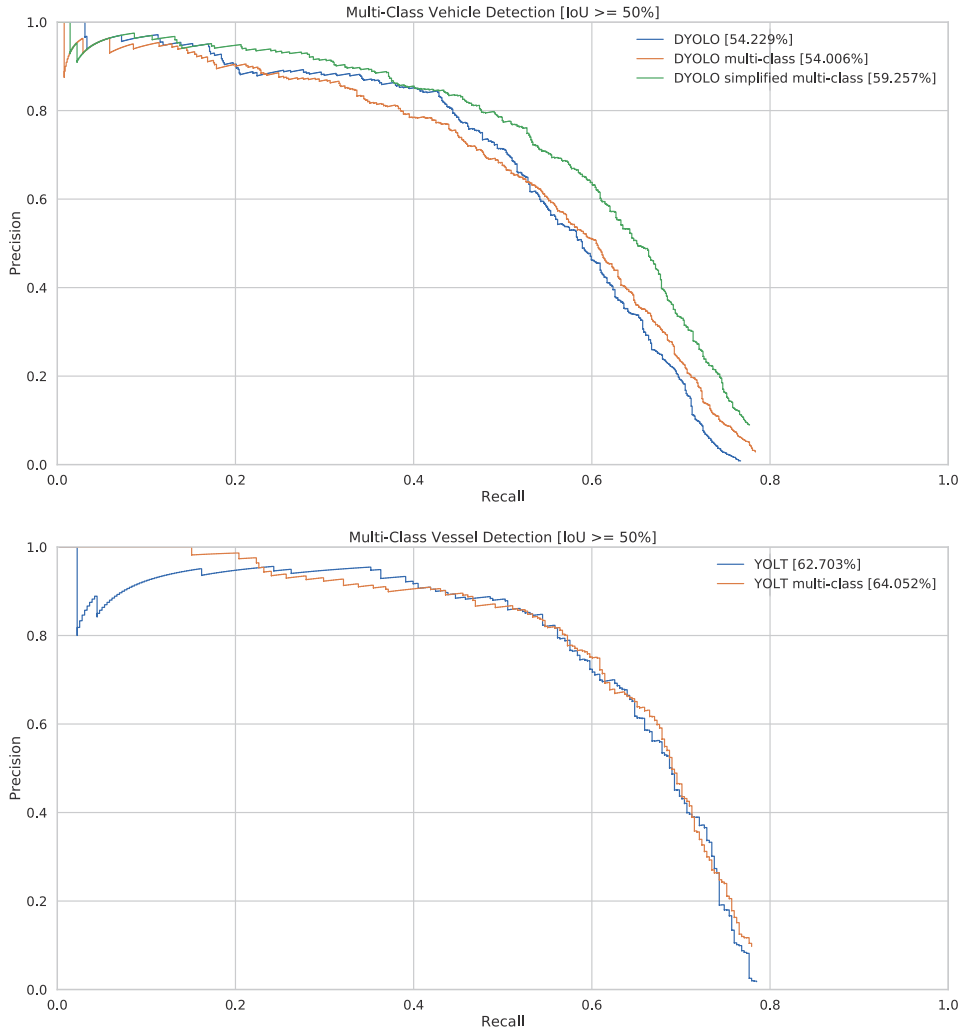 Multi-Class Vehicle Detection [IoU >= 50%]
1.0
DYOLO [54.229%]
DYOLO multi-class [54.006%]
DYOLO simplified multi-class [59.257%]
0.8
0.6
Precision
0.4
0.2
0.0
0.0 0.2 0.4 0.6 0.8 1.0
Recall
Multi-Class Vessel Detection [IoU >= 50%]
1.0
YOLT [62.703%]
YOLT multi-class [64.052%]
0.8
0.6
Precision
0.4
0.2
0.0
0.0 0.2 0.4 0.6 0.8 1.0
Recall